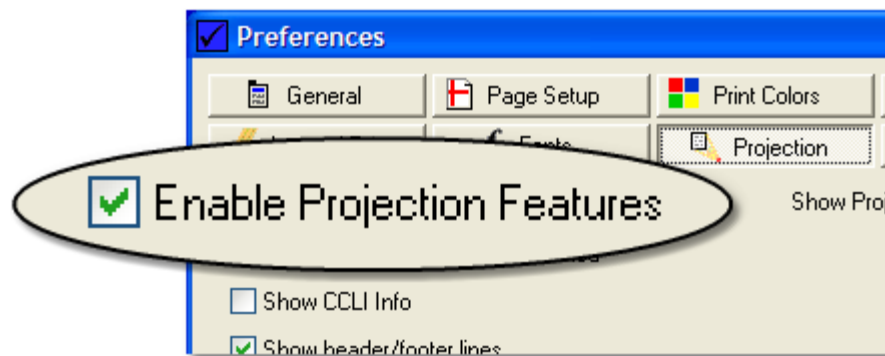 Preferences
General Page Setup Print Colors
Fonts Projection
Enable Projection Features
Show Proj
Show CCLI Info
Show header/footer lines